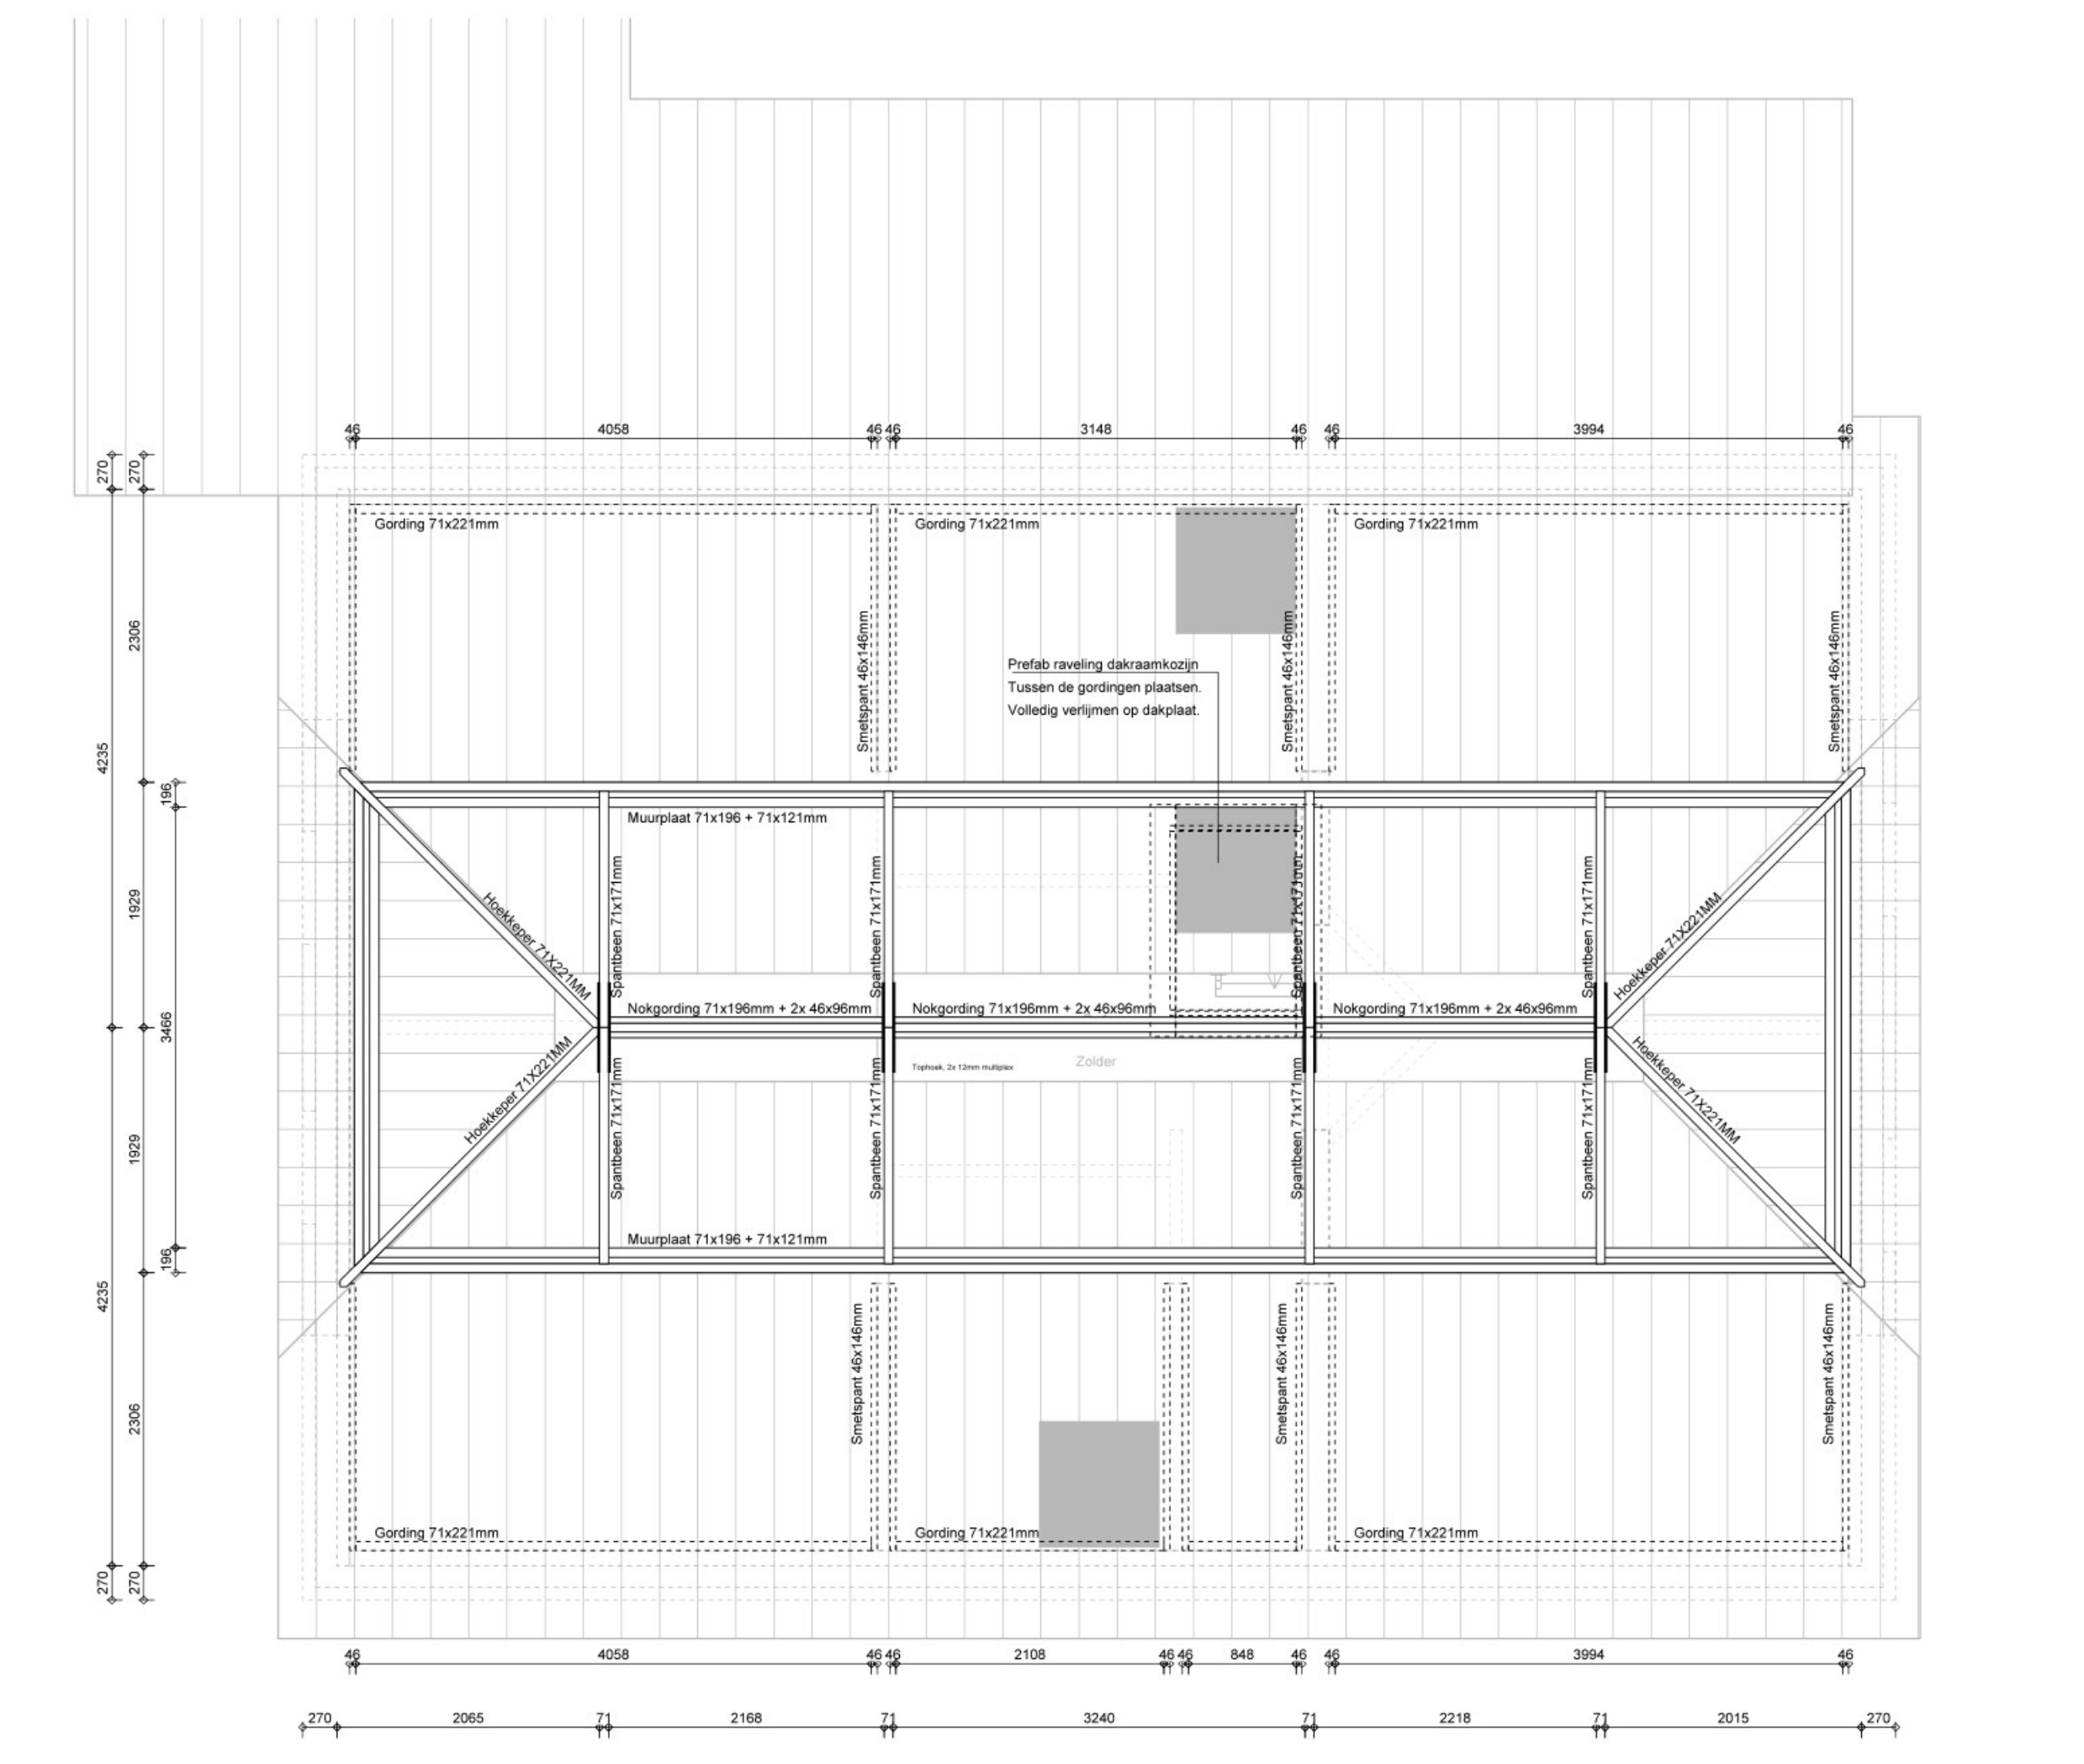 46 4058 46 46 3148 46 46 3994 46
270 270
Gording 71x221mm Gording 71x221mm Gording 71x221mm
2306
Smetspant 46x146mm Smetspant 46x146mm Smetspant 46x146mm
Prefab raveling dakraamkozijn
Tussen de gordingen plaatsen.
Volledig verlijmen op dakplaat.
4235
196
Muurplaat 71x196 + 71x121mm
1929
Hoekkeper 71X221MM
Spantbeen 71x171mm
Spantbeen 71x171mm
Spantbeen 71x171mm
Spantbeen 71x171mm
Hoekkeper 71X221MM
Nokgording 71x196mm + 2x 46x96mm Nokgording 71x196mm + 2x 46x96mm Nokgording 71x196mm + 2x 46x96mm
3466
Tophoek, 2x 12mm multiplex
Zolder
Hoekkeper 71X221MM
Spantbeen 71x171mm
Spantbeen 71x171mm
Spantbeen 71x171mm
Spantbeen 71x171mm
Hoekkeper 71X221MM
1929
Muurplaat 71x196 + 71x121mm
196
4235
Smetspant 46x146mm Smetspant 46x146mm Smetspant 46x146mm
2306
Gording 71x221mm Gording 71x221mm Gording 71x221mm
270 270
46 4058 46 46 2108 46 46 848 46 46 3994 46
270 2065 71 2168 71 3240 71 2218 71 2015 270